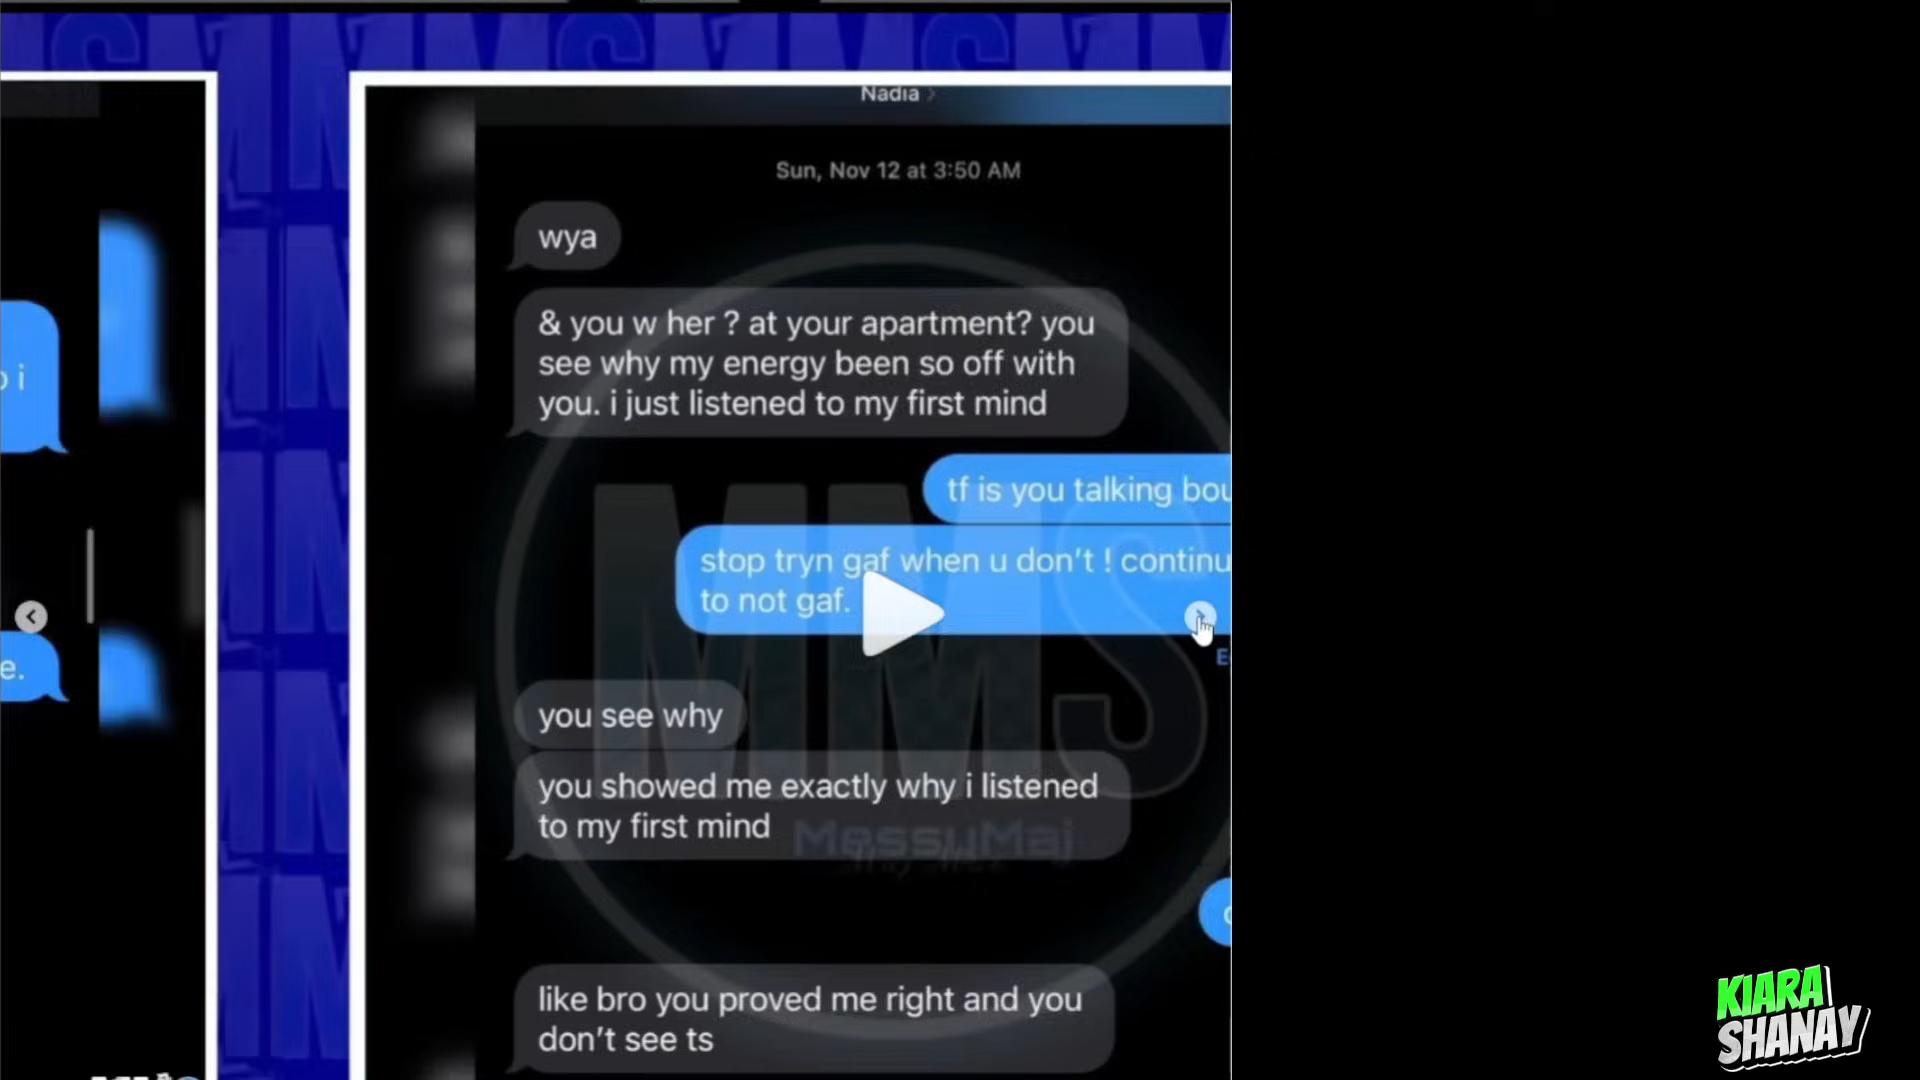 Nadia
Sun, Nov 12 at 3:50 AM
wya
& you w her ? at your apartment? you
see why my energy been so off with
you. i just listened to my first mind
i
tf is you talking bou
stop tryn gaf when u don't ! continu
to not gaf.
e.
you see why
you showed me exactly why i listened
to my first mind
MMS
MessyMaj
like bro you proved me right and you
don't see ts
KIARA
SHANAY